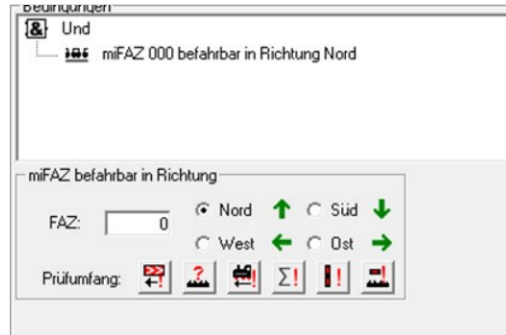 Bedingungen
& Und
miFAZ 000 befahrbar in Richtung Nord
miFAZ befahrbar in Richtung
FAZ: 0 Nord Süd
West Ost
Prüfumfang: